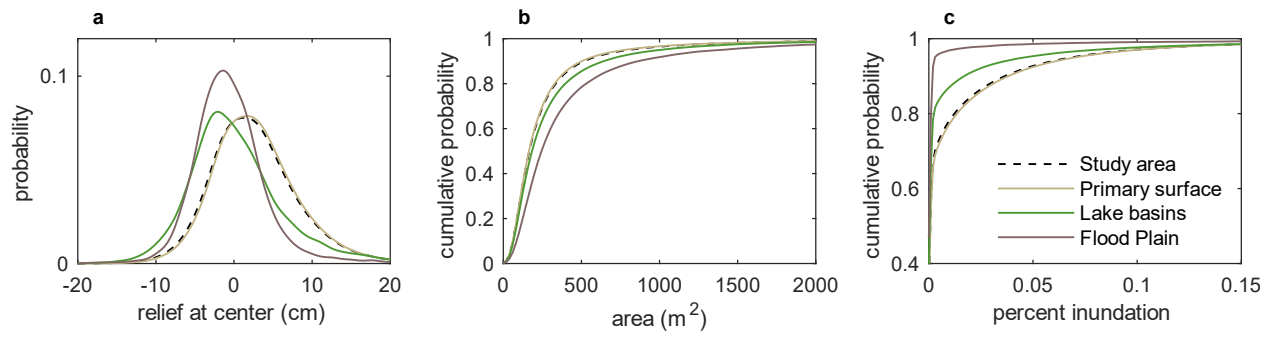 a
probability
0.1
0
-20
-10
0
10
20
relief at center (cm)
b
cumulative probability
1
0.8
0.6
0.4
0.2
0
0
500
1000
1500
2000
area (m²)
c
cumulative probability
1
0.8
0.6
0.4
0
0.05
0.1
0.15
percent inundation
Study area
Primary surface
Lake basins
Flood Plain